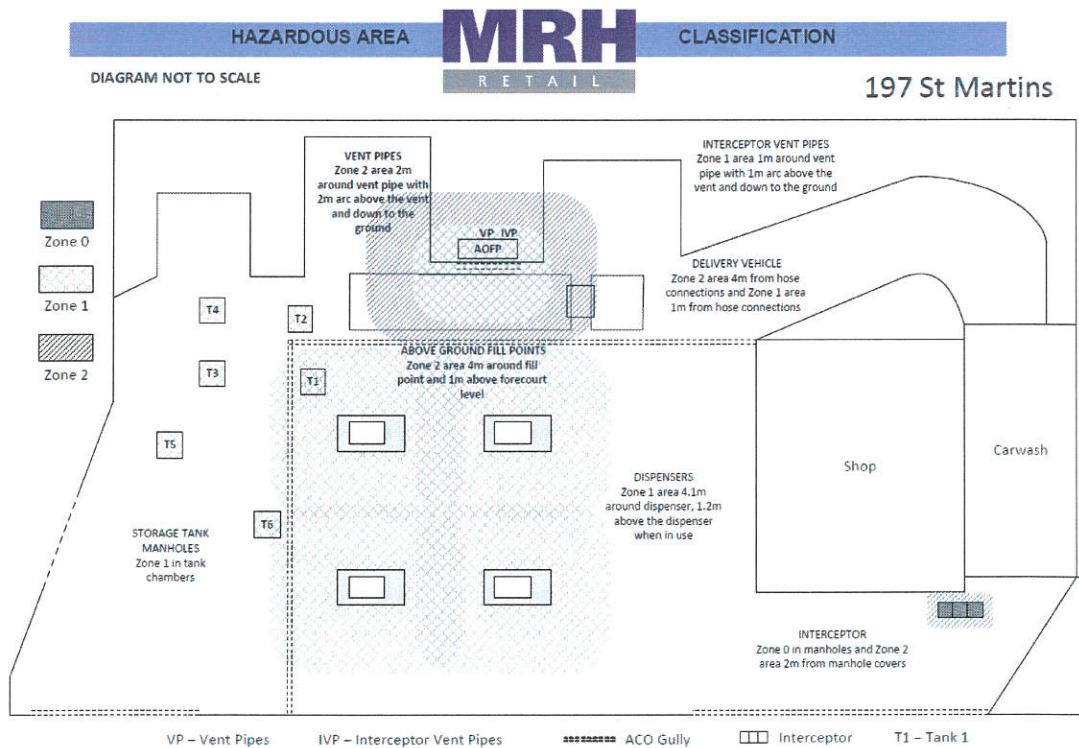 HAZARDOUS AREA
MRH
CLASSIFICATION
RETAIL
DIAGRAM NOT TO SCALE
197 St Martins
VENT PIPES
Zone 2 area 2m
around vent pipe with
2m arc above the vent
and down to the
ground
INTERCEPTOR VENT PIPES
Zone 1 area 1m around vent
pipe with 1m arc above the
vent and down to the ground
Zone 0
Zone 1
Zone 2
VP IVP
AOFP
DELIVERY VEHICLE
Zone 2 area 4m from hose
connections and Zone 1 area
1m from hose connections
T4
T2
T3
T1
T5
T6
ABOVE GROUND FILL POINTS
Zone 2 area 4m around fill
point and 1m above forecourt
level
Shop
Carwash
DISPENSERS
Zone 1 area 4.1m
around dispenser, 1.2m
above the dispenser
when in use
STORAGE TANK
MANHOLES
Zone 1 in tank
chambers
INTERCEPTOR
Zone 0 in manholes and Zone 2
area 2m from manhole covers
VP – Vent Pipes
IVP – Interceptor Vent Pipes
ACO Gully
Interceptor
T1 – Tank 1